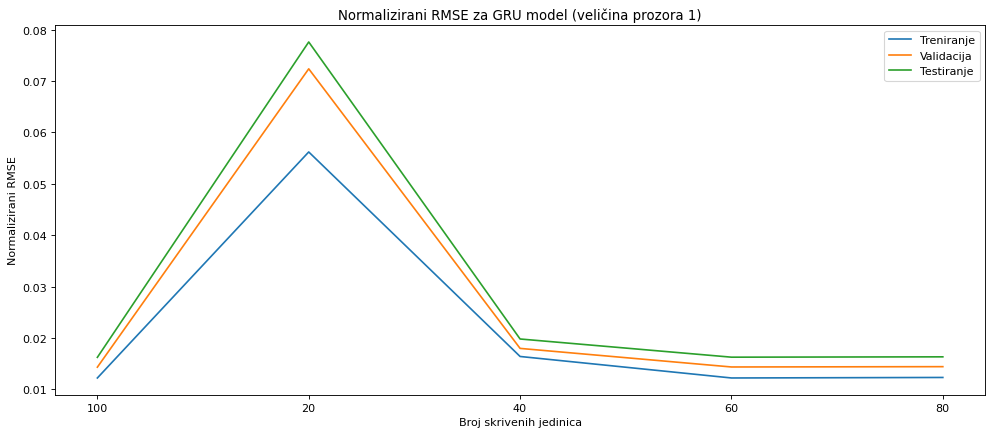 Normalizirani RMSE za GRU model (veličina prozora 1)
Treniranje
Validacija
Testiranje
Normalizirani RMSE
0.08
0.07
0.06
0.05
0.04
0.03
0.02
0.01
100 20 40 60 80
Broj skrivenih jedinica